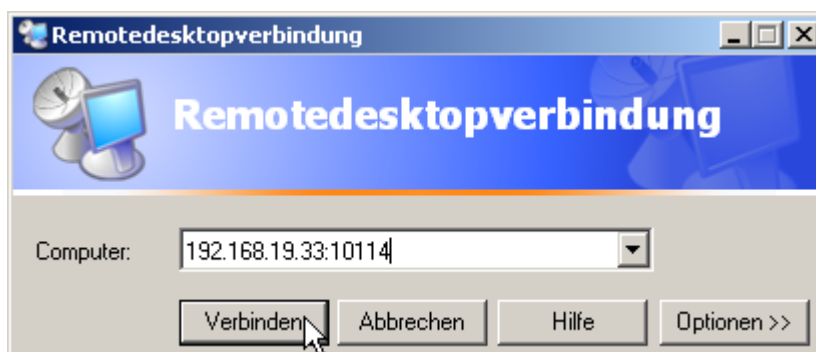 Remotedesktopverbindung
Remotedesktopverbindung
Computer: 192.168.19.33:10114
Verbinden Abbrechen Hilfe Optionen >>